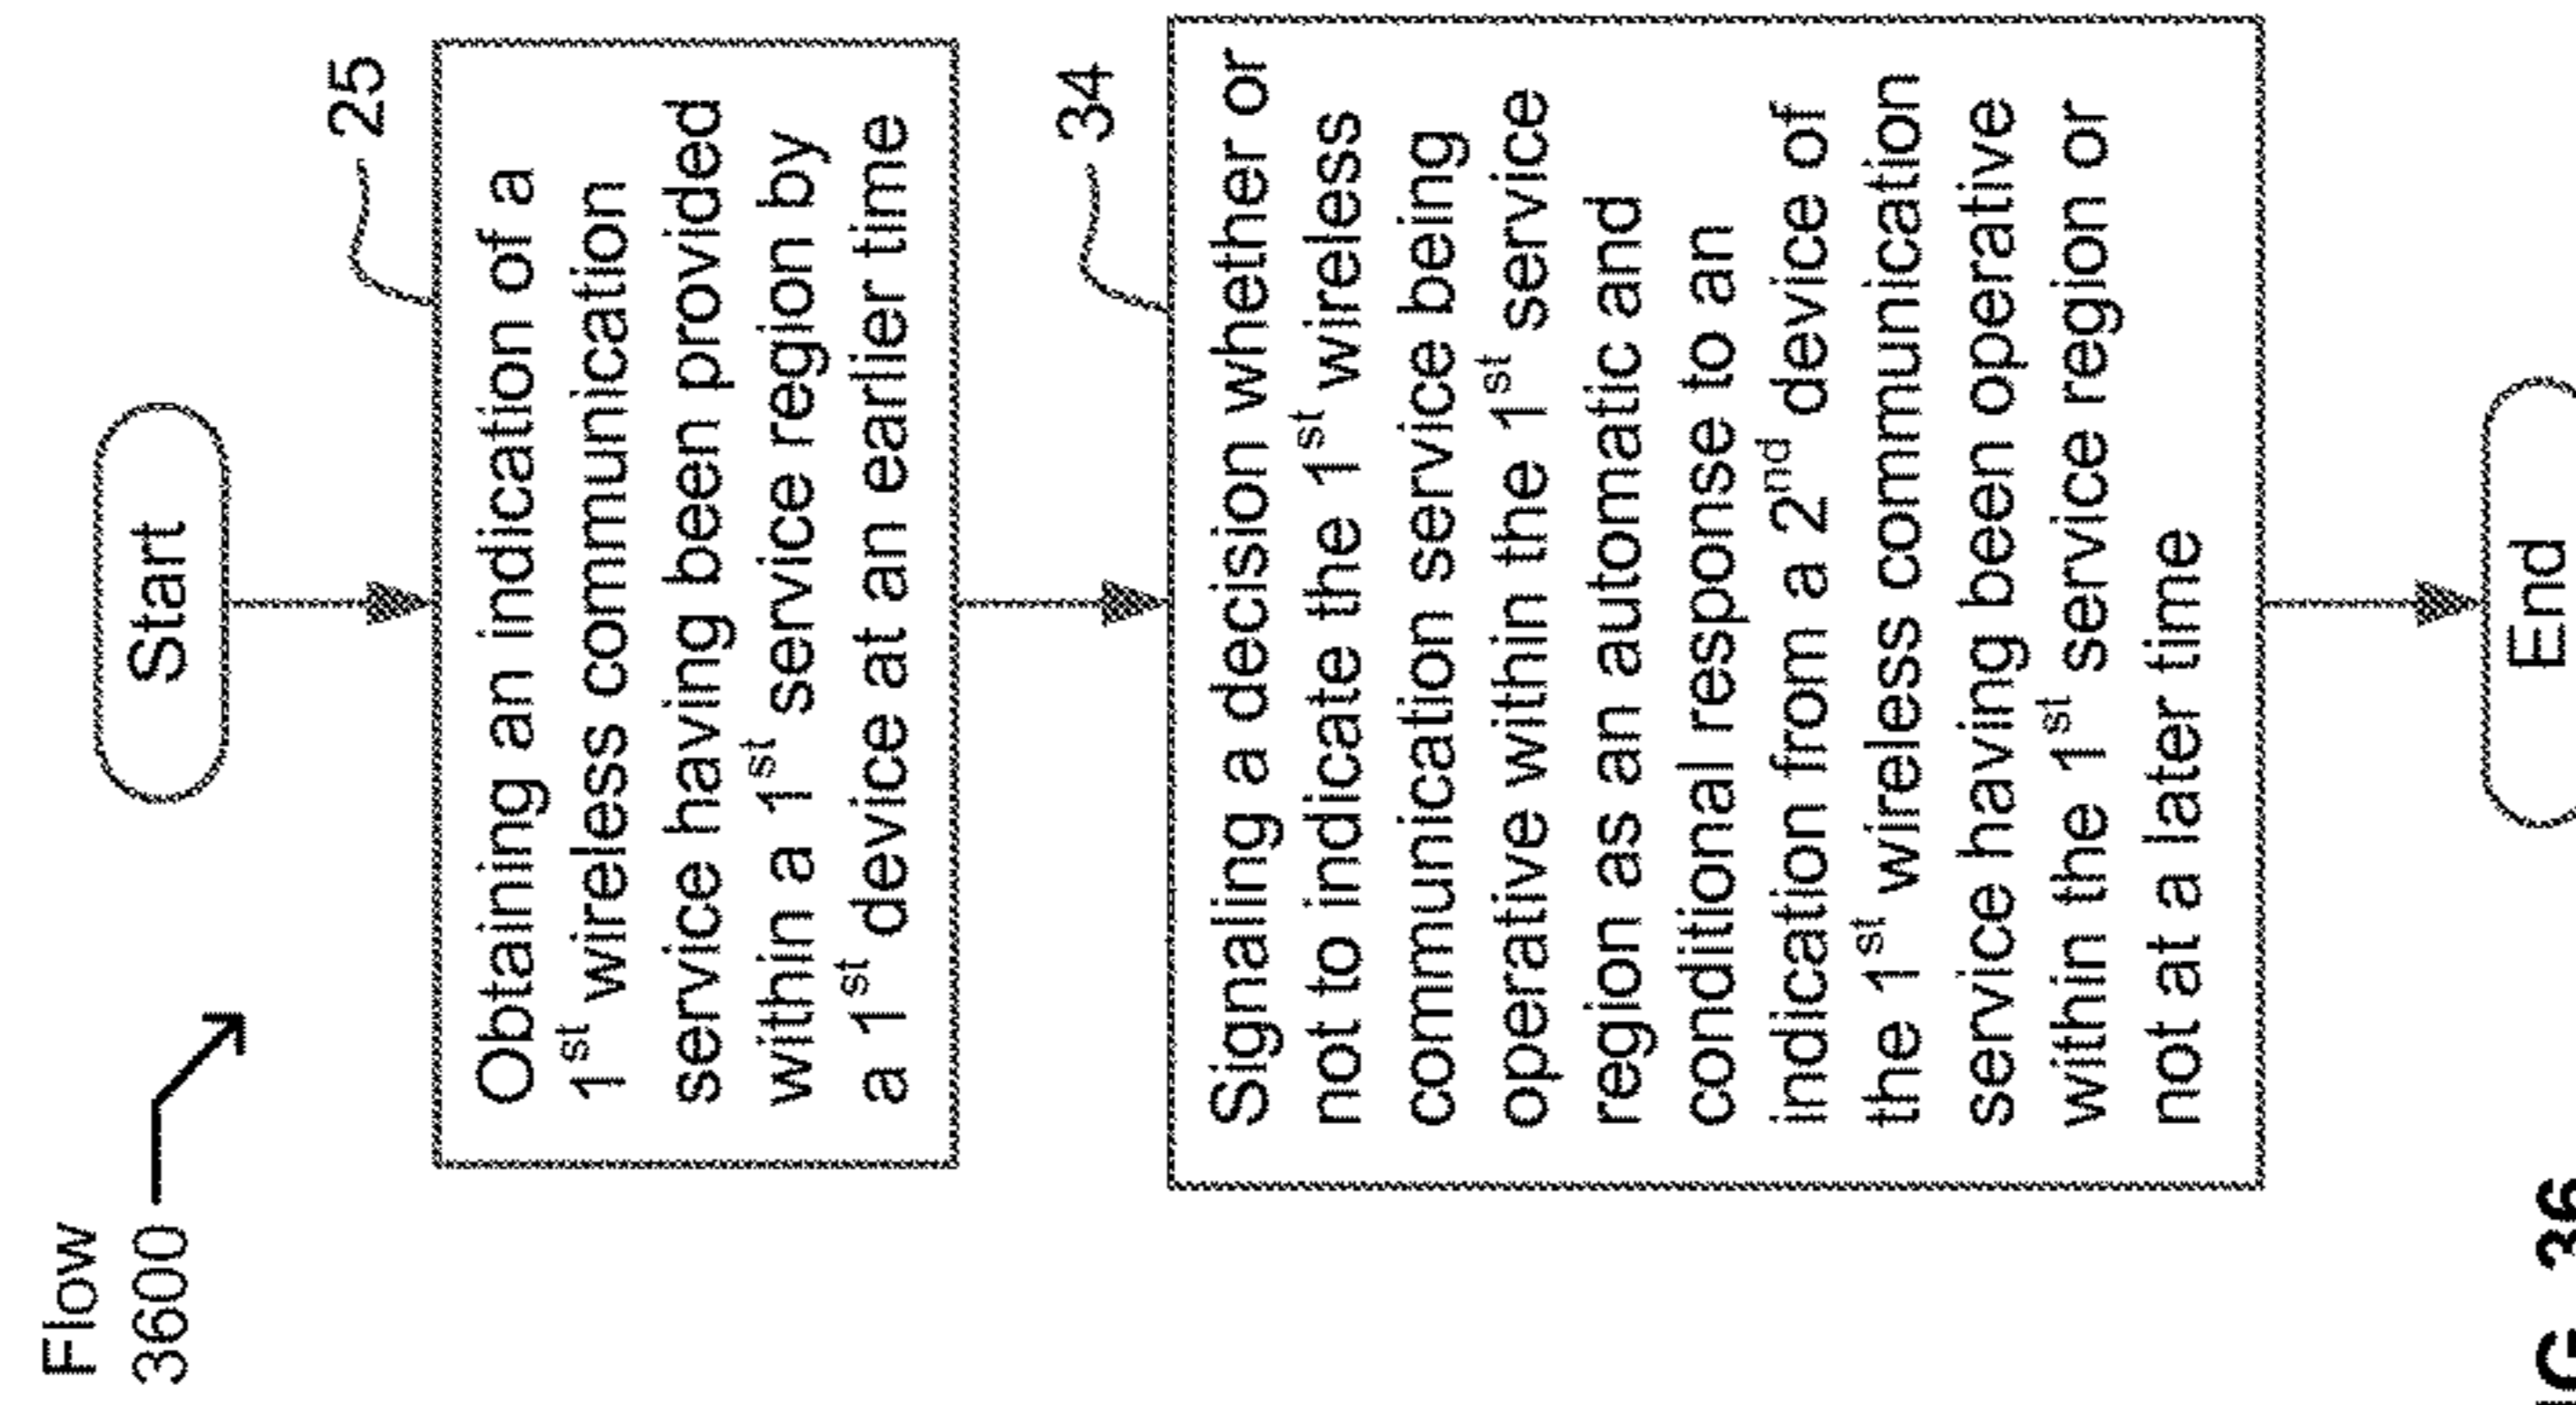 Flow
3600
Start
25
Obtaining an indication of a
1st wireless communication
service having been provided
within a 1st service region by
a 1st device at an earlier time
34
Signaling a decision whether or
not to indicate the 1st wireless
communication service being
operative within the 1st service
region as an automatic and
conditional response to an
indication from a 2nd device of
the 1st wireless communication
service having been operative
within the 1st service region or
not at a later time
End